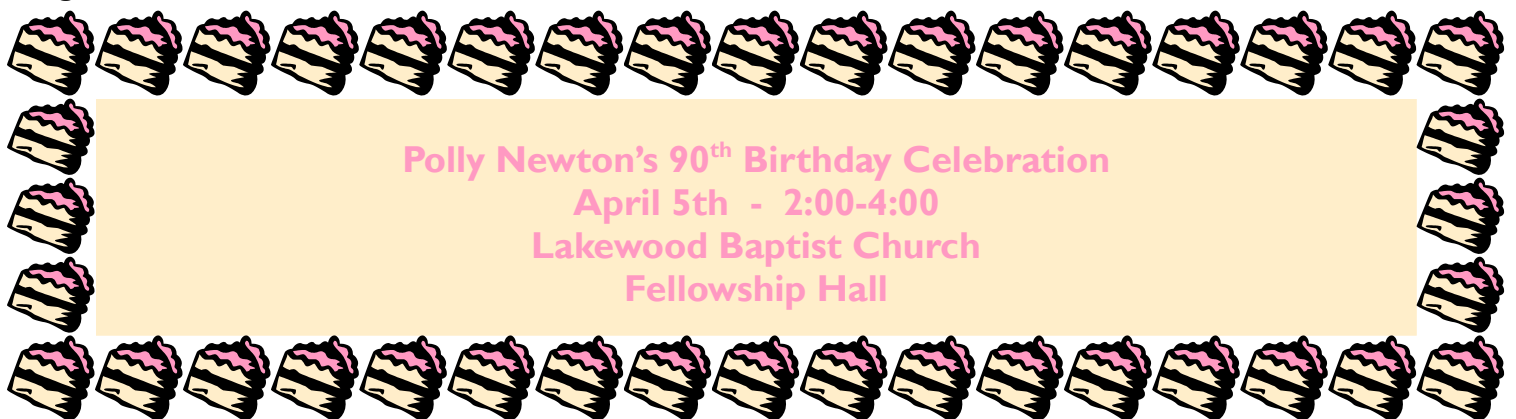 Polly Newton's 90th Birthday Celebration
April 5th - 2:00-4:00
Lakewood Baptist Church
Fellowship Hall